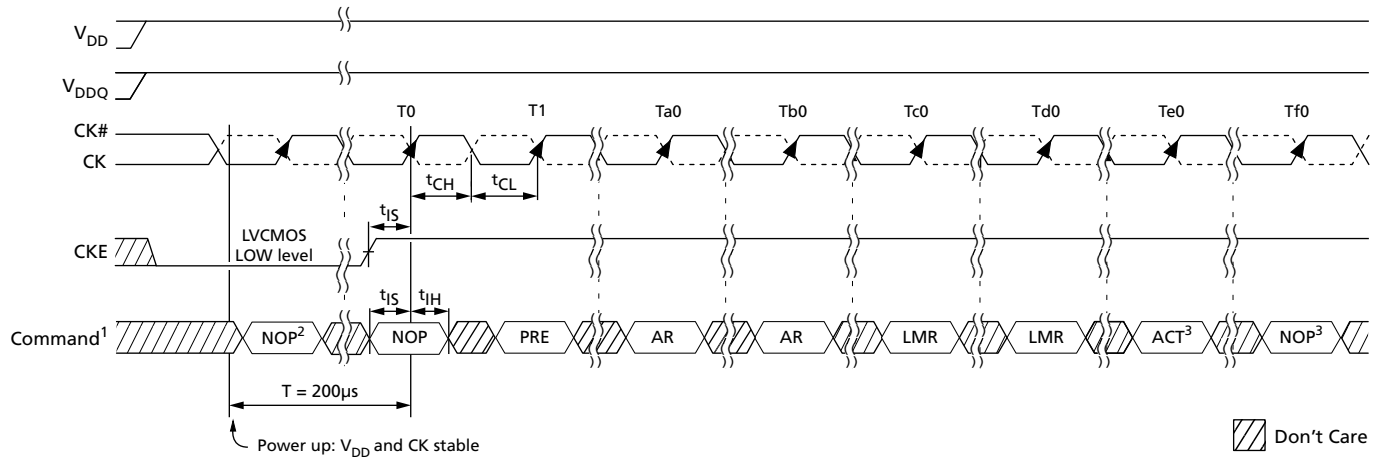 VDD
VDDQ
T0 T1 Ta0 Tb0 Tc0 Td0 Te0 Tf0
CK#
CK
tCH tCL
tIS
CKE
LVCMOS
LOW level
tIS tIH
Command1 NOP2 NOP PRE AR AR LMR LMR ACT3 NOP3
T = 200µs
Power up: VDD and CK stable
Don't Care